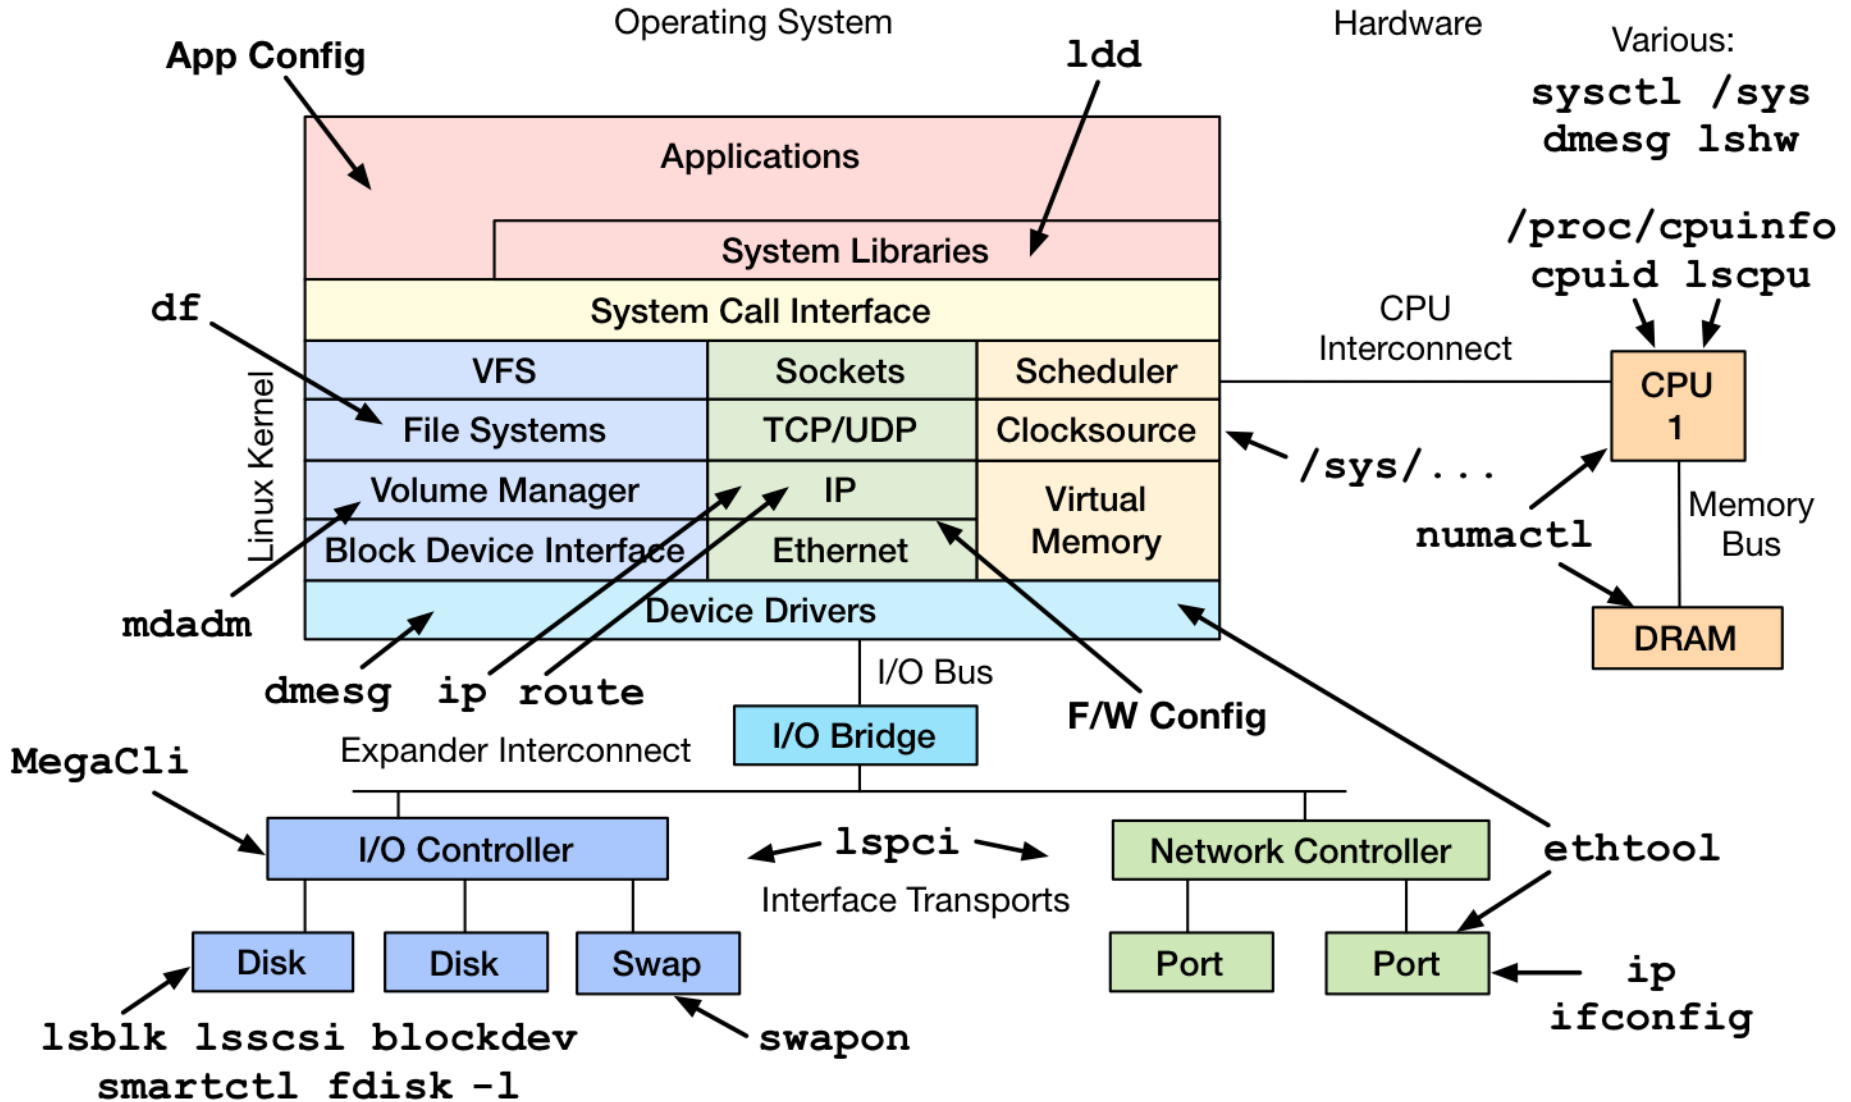 Operating System
Hardware
Various:
sysctl /sys
dmesg lshw
App Config
ldd
Applications
System Libraries
/proc/cpuinfo
cpuid lscpu
df
System Call Interface
CPU
Interconnect
Linux Kernel
VFS
Sockets
Scheduler
CPU
1
File Systems
TCP/UDP
Clocksource
/sys/...
Volume Manager
IP
Virtual
Memory
numactl
Memory
Bus
Block Device Interface
Ethernet
mdadm
Device Drivers
DRAM
dmesg
ip
route
I/O Bus
F/W Config
I/O Bridge
Expander Interconnect
MegaCli
I/O Controller
lspci
Network Controller
ethtool
Interface Transports
Disk
Disk
Swap
Port
Port
ip
ifconfig
lsblk lsscsi blockdev
smartctl fdisk -l
swapon